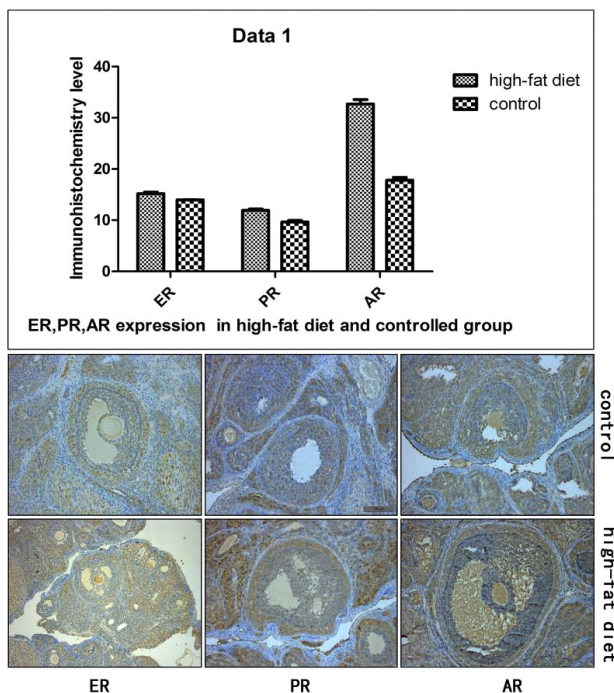 Data 1
40
30
20
10
0
Immunohistochemistry level
high-fat diet
control
ER
PR
AR
ER,PR,AR expression in high-fat diet and controlled group
control
high-fat diet
ER
PR
AR